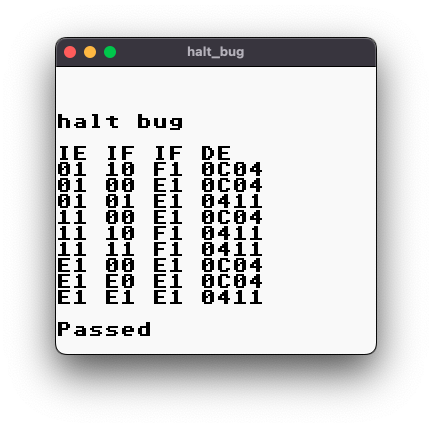 halt_bug
halt bug
IE IF IF DE
01 10 F1 0C04
01 00 E1 0C04
01 01 E1 0411
11 00 E1 0C04
11 10 F1 0411
11 11 F1 0411
E1 00 E1 0C04
E1 E0 E1 0C04
E1 E1 E1 0411
Passed